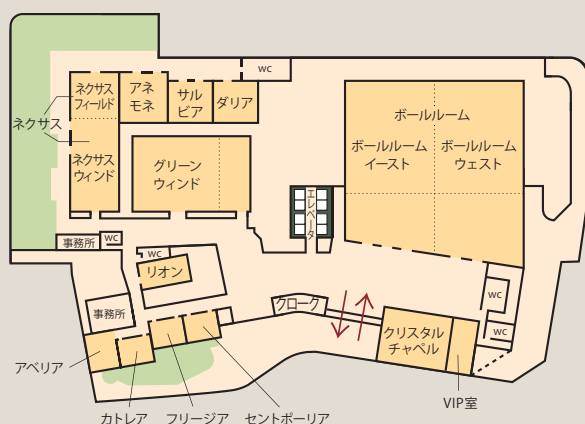 wc
ネクサス
フィールド
アネ
モネ
サル
ビア
ダリア
ネクサス
ネクサス
ウィンド
グリーン
ウィンド
ボールルーム
ボールルーム
イースト
ボールルーム
ウェスト
エレベータ
事務所
wc
wc
リオン
wc
事務所
クローク
クリスタル
チャペル
wc
アベリア
カトレア
フリージア
セントポーリア
VIP室